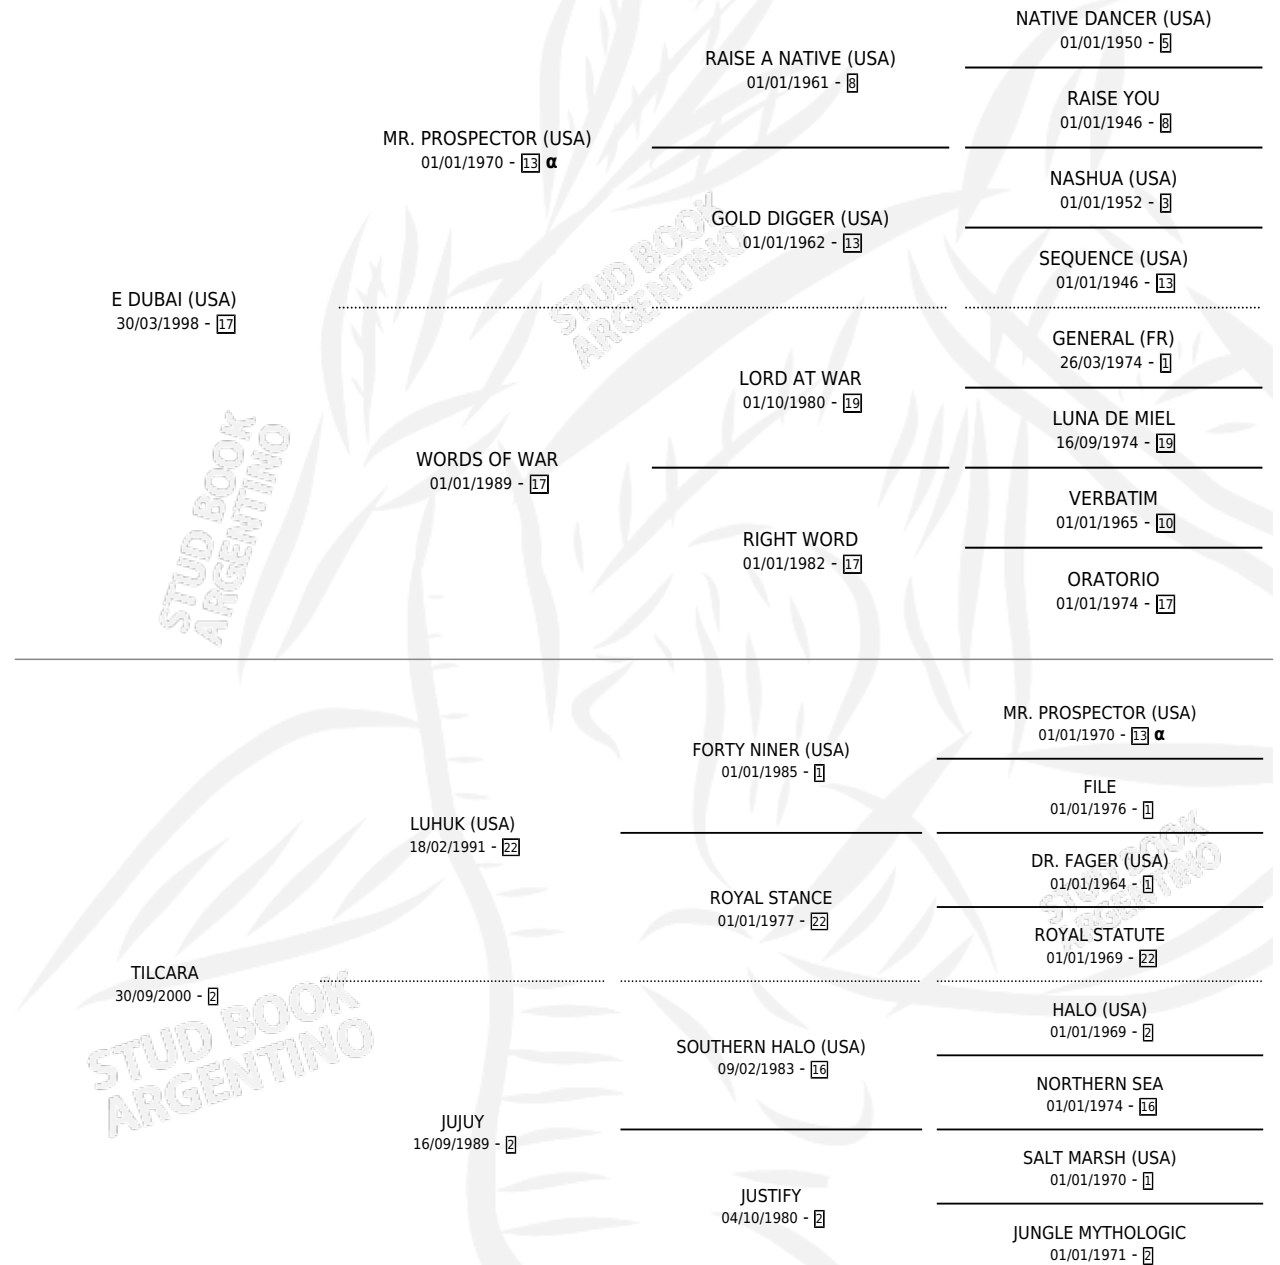 NATIVE DANCER (USA)
01/01/1950 - 5
RAISE A NATIVE (USA)
01/01/1961 - 8
RAISE YOU
01/01/1946 - 8
MR. PROSPECTOR (USA)
01/01/1970 - 13 α
NASHUA (USA)
01/01/1952 - 3
GOLD DIGGER (USA)
01/01/1962 - 13
SEQUENCE (USA)
01/01/1946 - 13
E DUBAI (USA)
30/03/1998 - 17
GENERAL (FR)
26/03/1974 - 1
LORD AT WAR
01/10/1980 - 19
LUNA DE MIEL
16/09/1974 - 19
WORDS OF WAR
01/01/1989 - 17
VERBATIM
01/01/1965 - 10
RIGHT WORD
01/01/1982 - 17
ORATORIO
01/01/1974 - 17
MR. PROSPECTOR (USA)
01/01/1970 - 13 α
FORTY NINER (USA)
01/01/1985 - 1
FILE
01/01/1976 - 1
LUHUK (USA)
18/02/1991 - 22
DR. FAGER (USA)
01/01/1964 - 1
ROYAL STANCE
01/01/1977 - 22
ROYAL STATUTE
01/01/1969 - 22
TILCARA
30/09/2000 - 2
HALO (USA)
01/01/1969 - 2
SOUTHERN HALO (USA)
09/02/1983 - 16
NORTHERN SEA
01/01/1974 - 16
JUJUY
16/09/1989 - 2
SALT MARSH (USA)
01/01/1970 - 1
JUSTIFY
04/10/1980 - 2
JUNGLE MYTHOLOGIC
01/01/1971 - 2
STUD BOOK
ARGENTINO
STUD BOOK
ARGENTINO
STUD BOOK
ARGENTINO
STUD BOOK
ARGENTINO